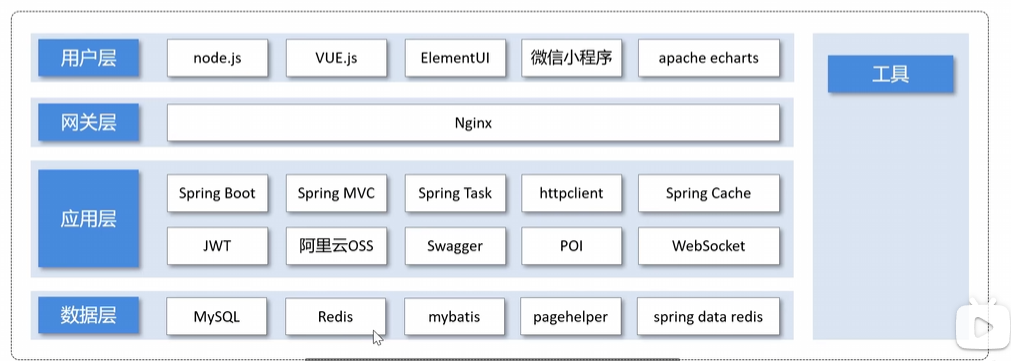 用户层
node.js
VUE.js
ElementUI
微信小程序
apache echarts
工具
网关层
Nginx
应用层
Spring Boot
Spring MVC
Spring Task
httpclient
Spring Cache
JWT
阿里云OSS
Swagger
POI
WebSocket
数据层
MySQL
Redis
mybatis
pagehelper
spring data redis